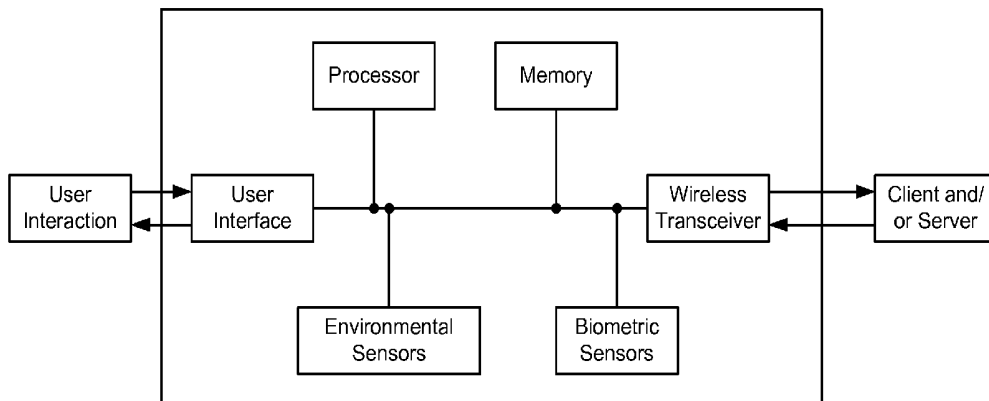 Processor
Memory
User
Interaction
User
Interface
Wireless
Transceiver
Client and/
or Server
Environmental
Sensors
Biometric
Sensors